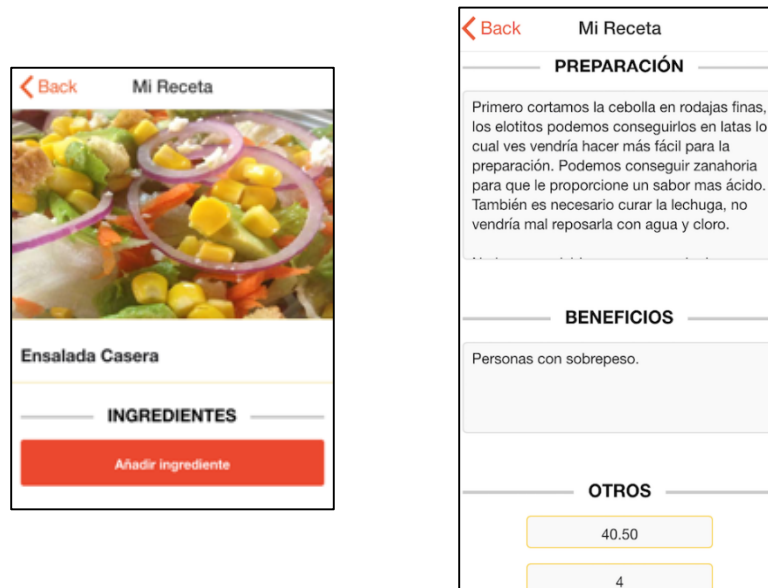 Back Mi Receta
Ensalada Casera
INGREDIENTES
Añadir ingrediente
Back Mi Receta
PREPARACIÓN
Primero cortamos la cebolla en rodajas finas,
los elotitos podemos conseguirlos en latas lo
cual ves vendría hacer más fácil para la
preparación. Podemos conseguir zanahoria
para que le proporcione un sabor mas ácido.
También es necesario curar la lechuga, no
vendría mal reposarla con agua y cloro.
BENEFICIOS
Personas con sobrepeso.
OTROS
40.50
4